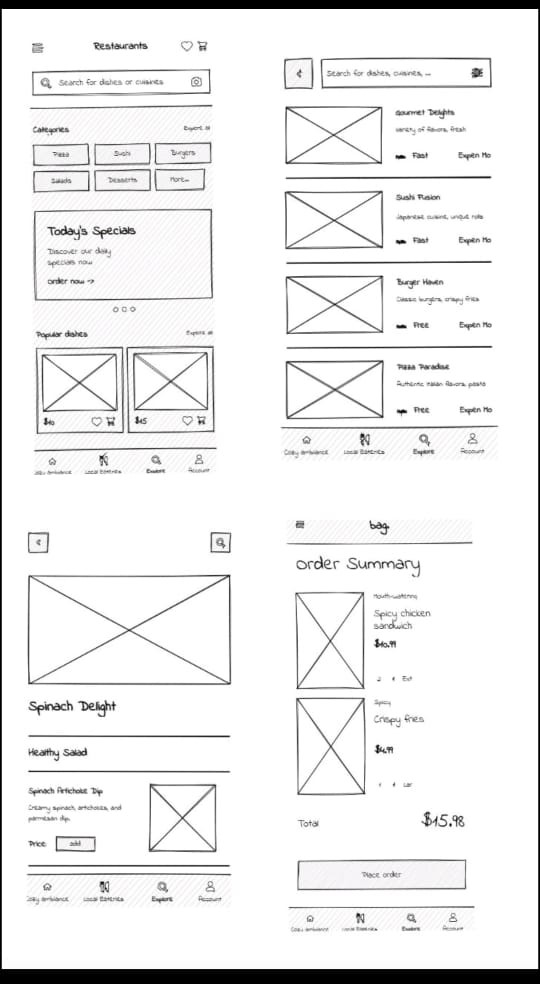 Restaurants
Search for dishes or cuisines
Categories
Explore all
Pizza
Sushi
Burgers
Salads
Desserts
More...
Today's Specials
Discover our daily
specials now
order now ->
Popular dishes
Explore all
$10
$15
Cozy ambiance
Local Eateries
Explore
Account
Search for dishes, cuisines, ...
Gourmet Delights
variety of flavors, fresh
Fast
Expen Mo
Sushi Fusion
Japanese cuisine, unique rolls
Fast
Expen Mo
Burger Haven
Classic burgers, crispy fries
Free
Expen Mo
Pizza Paradise
Authentic Italian flavors, pasta
Free
Expen Mo
Cozy ambiance
Local Eateries
Explore
Account
Spinach Delight
Healthy Salad
Spinach Artichoke Dip
Creamy spinach, artichokes, and
parmesan dip.
Price:
add
Cozy ambiance
Local Eateries
Explore
Account
bag
order Summary
Mouth-watering
Spicy chicken
sandwich
$10.99
Spicy
Crispy fries
$4.99
Total
$15.98
Place order
Cozy ambiance
Local Eateries
Explore
Account